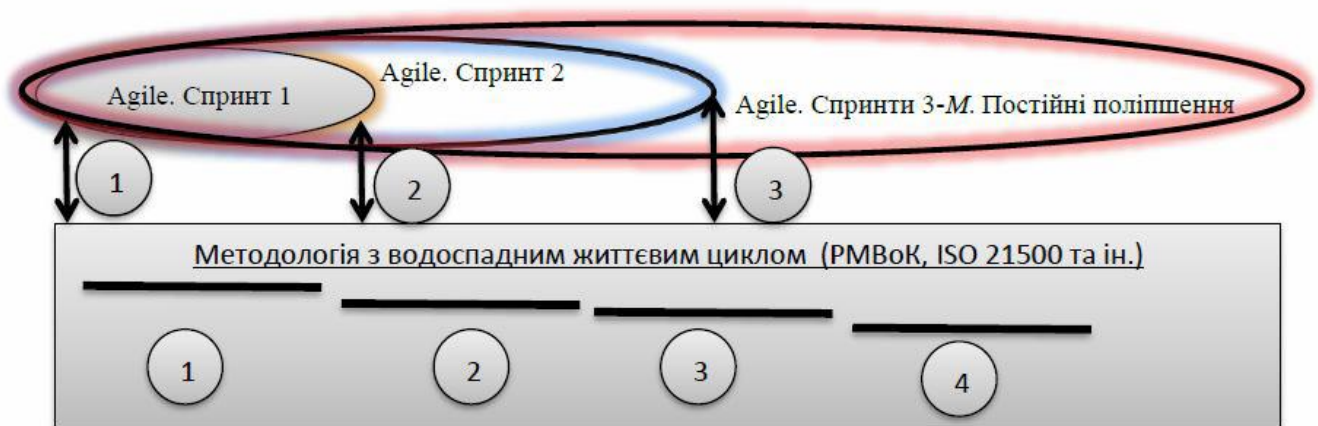 Agile. Спринт 1
Agile. Спринт 2
Agile. Спринти 3-М. Постійні поліпшення
1
2
3
Методологія з водоспадним життєвим циклом (PMBoK, ISO 21500 та ін.)
1
2
3
4